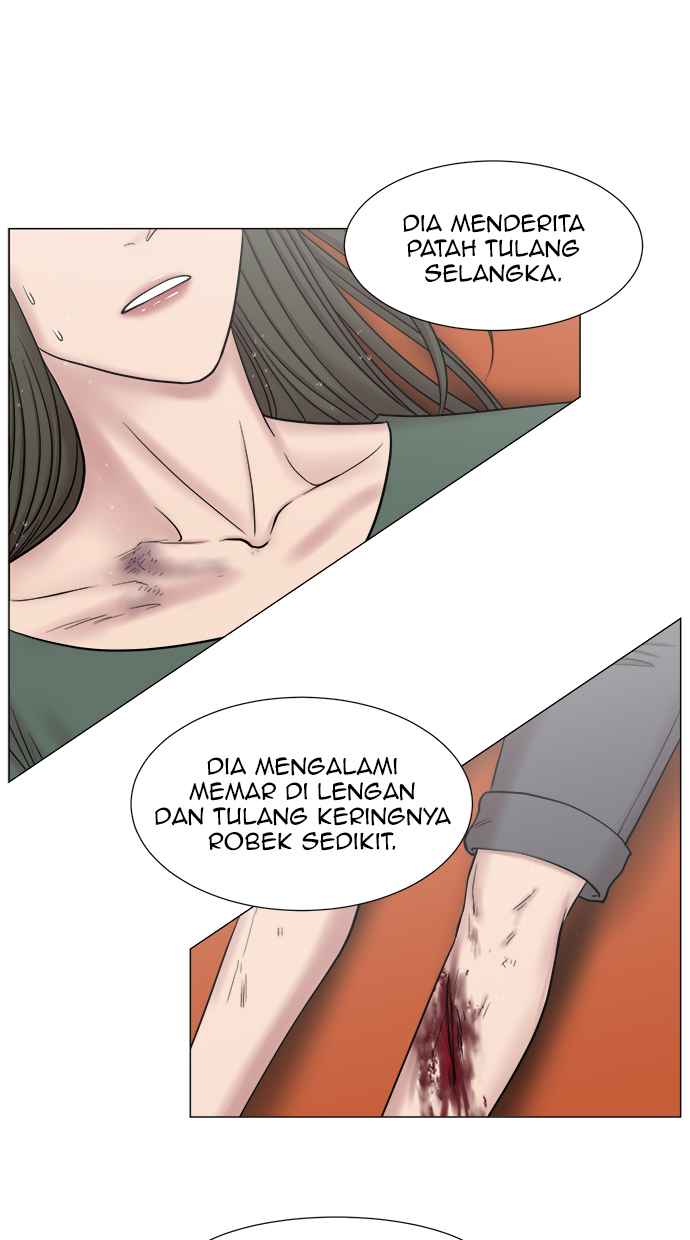 DIA MENDERITA
PATAH TULANG
SELANGKA.
DIA MENGALAMI
MEMAR DI LENGAN
DAN TULANG KERINGNYA
ROBEK SEDIKIT.